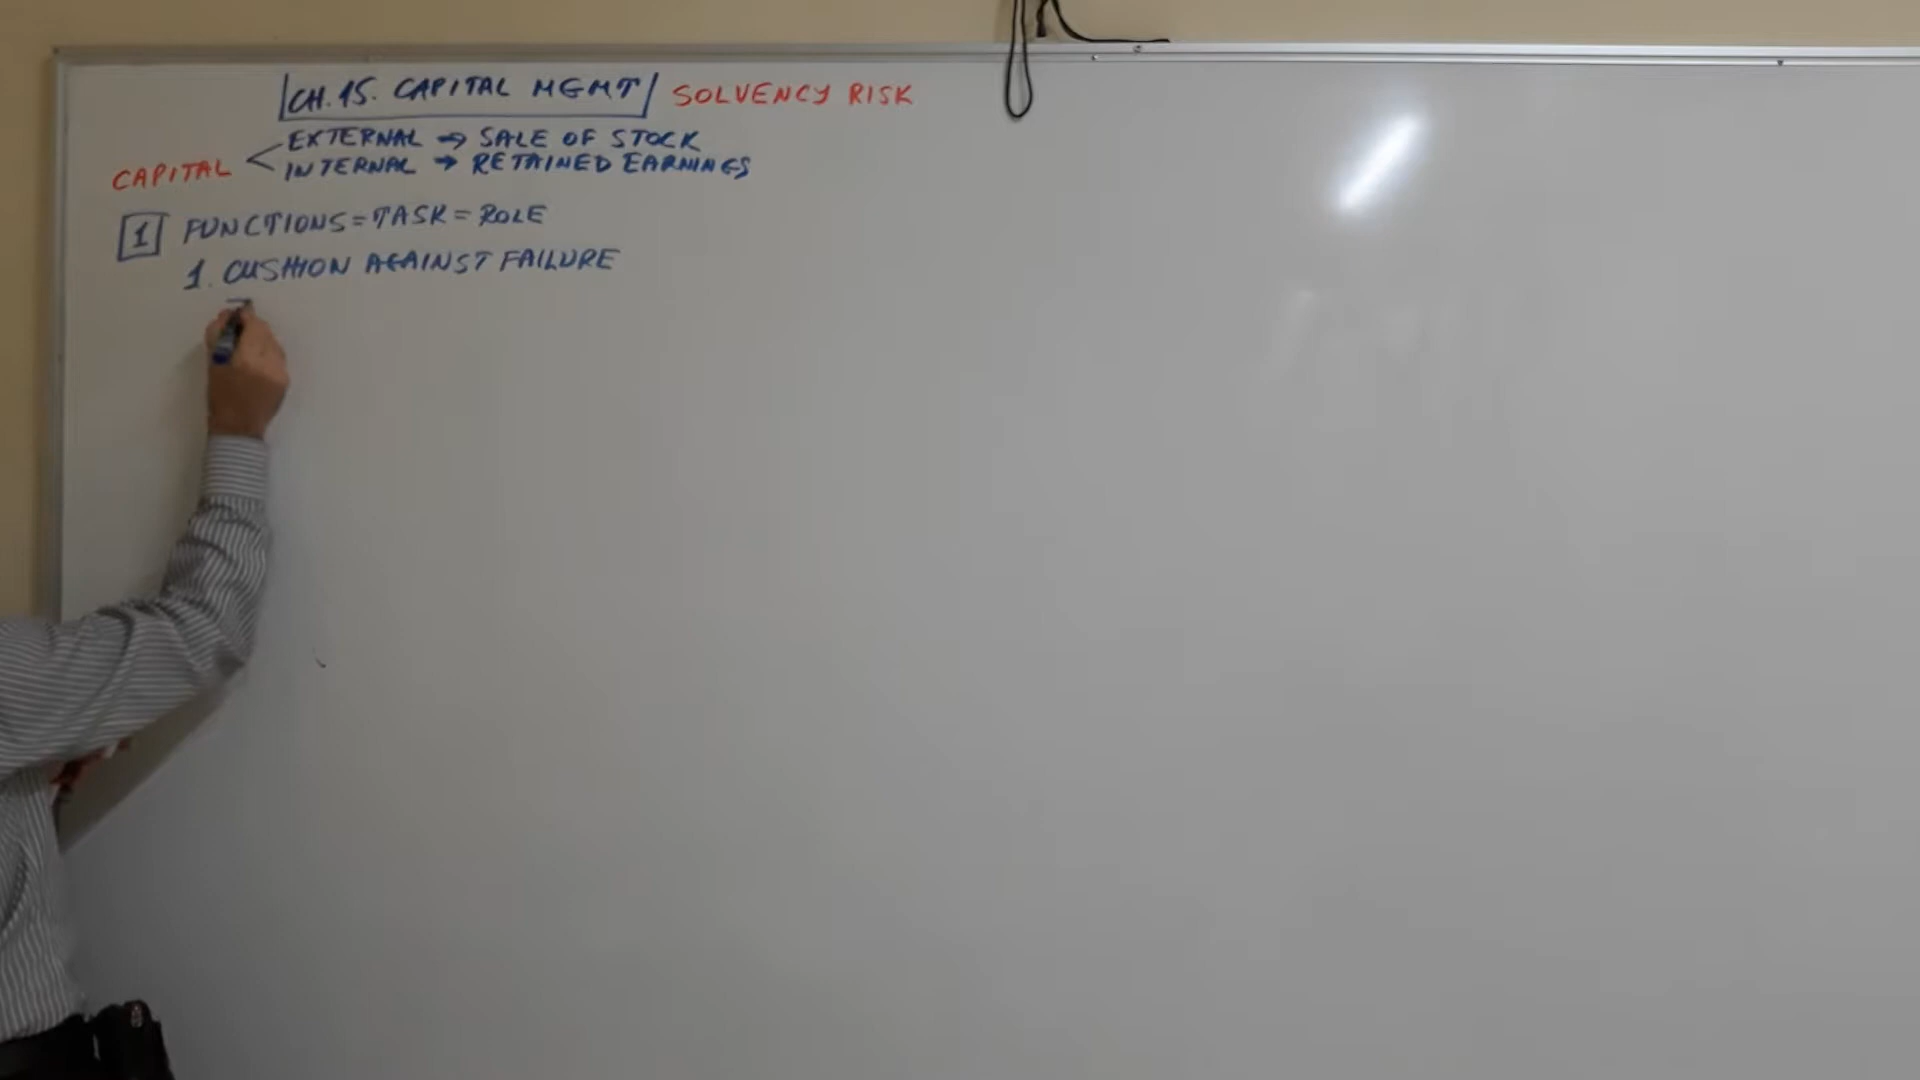 CH. 15. CAPITAL MGMT SOLVENCY RISK
CAPITAL
EXTERNAL → SALE OF STOCK
INTERNAL → RETAINED EARNINGS
1 FUNCTIONS = TASK = ROLE
1. CUSHION AGAINST FAILURE